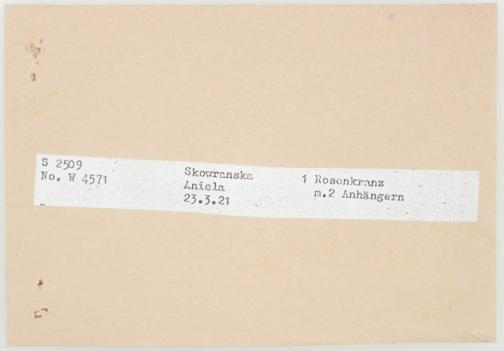 S 2509
No. W 4571
Skowranska
Aniela
23.3.21
1 Rosenkranz
m.2 Anhängern